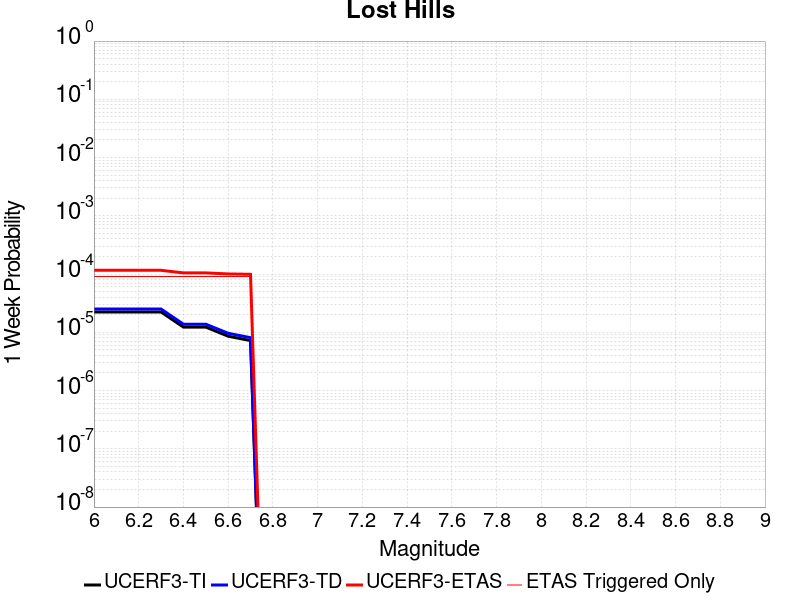 Lost Hills
1 Week Probability
10^0
10^-1
10^-2
10^-3
10^-4
10^-5
10^-6
10^-7
10^-8
6 6.2 6.4 6.6 6.8 7 7.2 7.4 7.6 7.8 8 8.2 8.4 8.6 8.8 9
Magnitude
UCERF3-TI UCERF3-TD UCERF3-ETAS ETAS Triggered Only